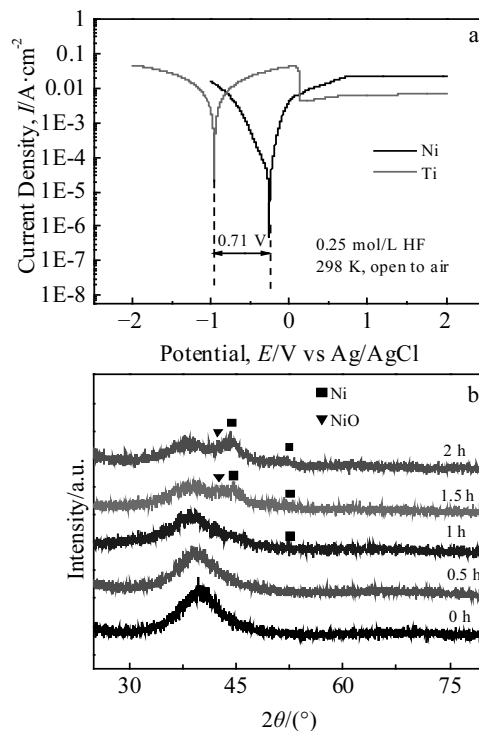 a
Current Density, I/A·cm⁻²
0.1
0.01
1E-3
1E-4
1E-5
1E-6
1E-7
1E-8
Ni
Ti
0.71 V
0.25 mol/L HF
298 K, open to air
−2 −1 0 1 2
Potential, E/V vs Ag/AgCl
b
Intensity/a.u.
■ Ni
▼ NiO
2 h
1.5 h
1 h
0.5 h
0 h
30 45 60 75
2θ/(°)